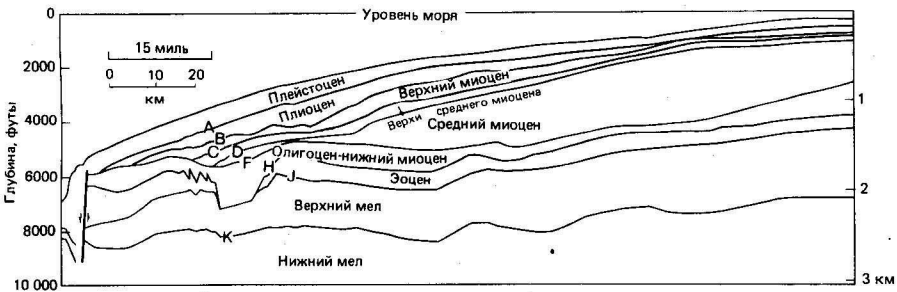 Уровень моря
0
2000
4000
6000
8000
10 000
Глубина, футы
15 миль
0 10 20
км
Плейстоцен
Плиоцен
Верхний миоцен
Верхи среднего миоцена
Средний миоцен
Олигоцен-нижний миоцен
Эоцен
Верхний мел
Нижний мел
A
B
C D
F
H
J
K
1
2
3 км